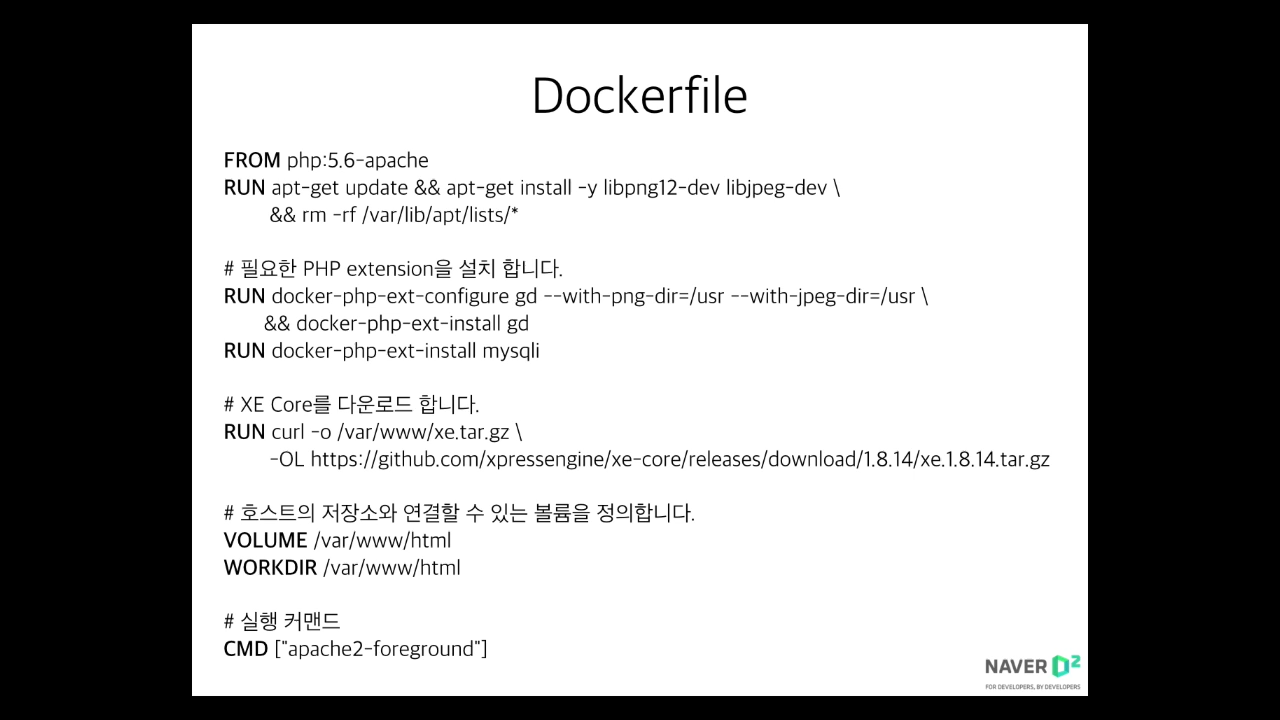 Dockerfile
FROM php:5.6-apache
RUN apt-get update && apt-get install -y libpng12-dev libjpeg-dev \
&& rm -rf /var/lib/apt/lists/*
# 필요한 PHP extension을 설치 합니다.
RUN docker-php-ext-configure gd --with-png-dir=/usr --with-jpeg-dir=/usr \
&& docker-php-ext-install gd
RUN docker-php-ext-install mysqli
# XE Core를 다운로드 합니다.
RUN curl -o /var/www/xe.tar.gz \
-OL https://github.com/xpressengine/xe-core/releases/download/1.8.14/xe.1.8.14.tar.gz
# 호스트의 저장소와 연결할 수 있는 볼륨을 정의합니다.
VOLUME /var/www/html
WORKDIR /var/www/html
# 실행 커맨드
CMD ["apache2-foreground"]
NAVER D2
FOR DEVELOPERS, BY DEVELOPERS